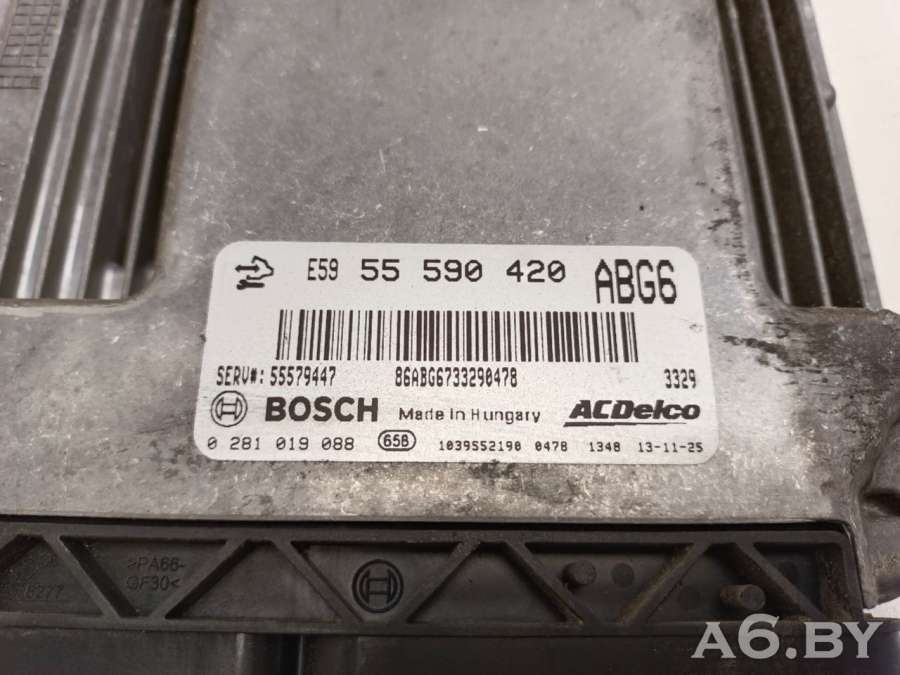 E59 55 590 420 ABG6
SERV#: 55579447 86ABG6733290478 3329
BOSCH Made in Hungary ACDelco
0 281 019 088 658 1039S52190 0478 1348 13-11-25
>PA66-
GF30<
8277
A6.BY